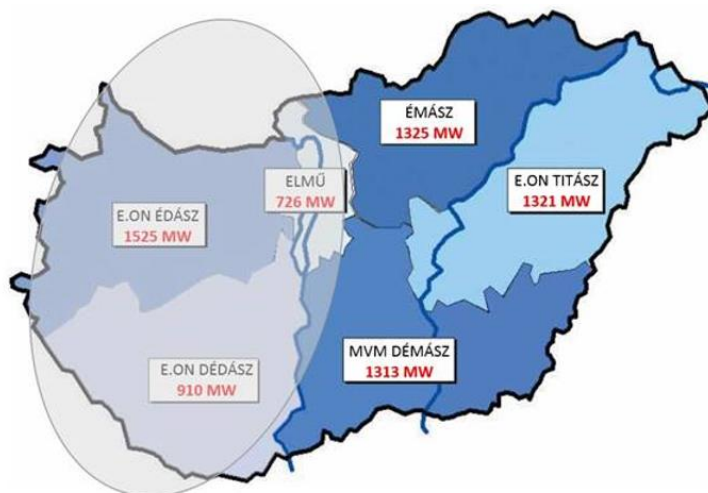 ÉMÁSZ
1325 MW
ELMŰ
726 MW
E.ON TITÁSZ
1321 MW
E.ON ÉDÁSZ
1525 MW
MVM DÉMÁSZ
1313 MW
E.ON DÉDÁSZ
910 MW